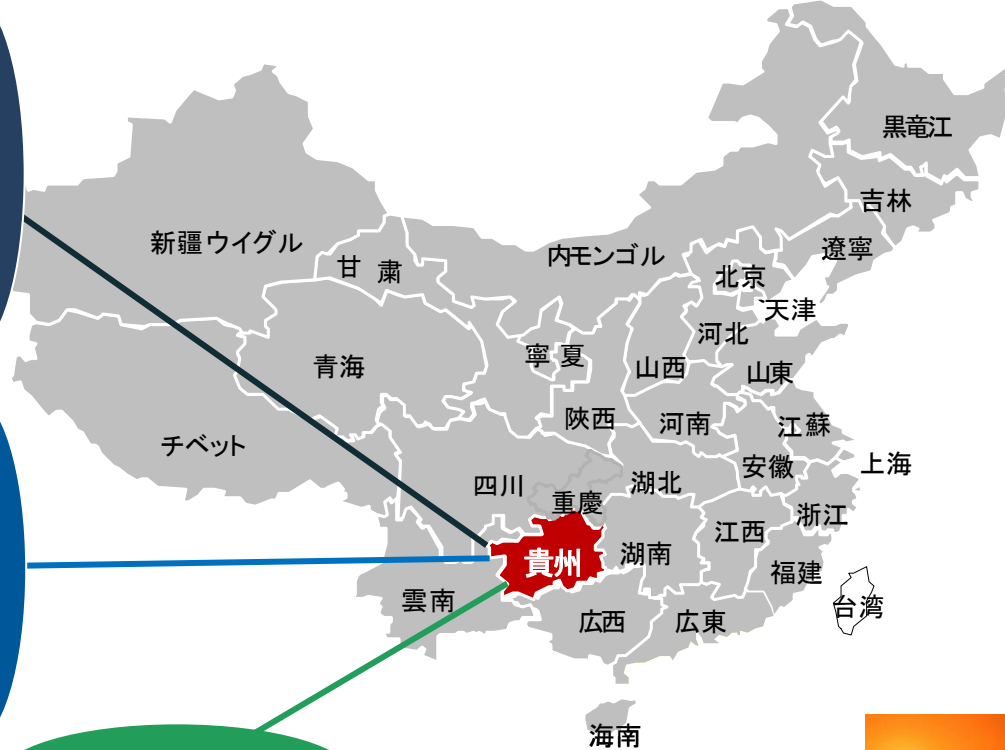 黒竜江
吉林
遼寧
新疆ウイグル
内モンゴル
甘 粛
北京
天津
河北
寧 夏
山西
山東
青海
陝西
河南
江蘇
チベット
安徽
上海
四川
湖北
重慶
浙江
江西
湖南
貴州
福建
雲南
台湾
広西
広東
海南